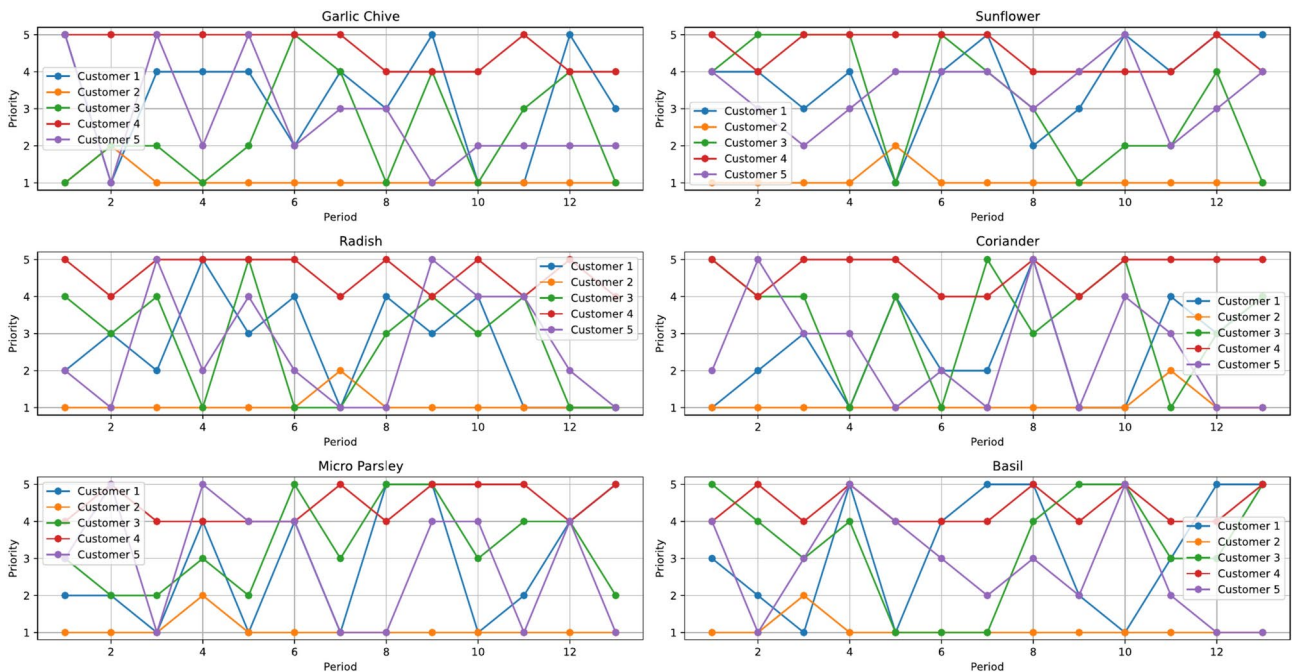 Garlic Chive
5
4
3
2
1
Priority
Customer 1
Customer 2
Customer 3
Customer 4
Customer 5
2 4 6 8 10 12
Period
Sunflower
5
4
3
2
1
Priority
Customer 1
Customer 2
Customer 3
Customer 4
Customer 5
2 4 6 8 10 12
Period
Radish
5
4
3
2
1
Priority
Customer 1
Customer 2
Customer 3
Customer 4
Customer 5
2 4 6 8 10 12
Period
Coriander
5
4
3
2
1
Priority
Customer 1
Customer 2
Customer 3
Customer 4
Customer 5
2 4 6 8 10 12
Period
Micro Parsley
5
4
3
2
1
Priority
Customer 1
Customer 2
Customer 3
Customer 4
Customer 5
2 4 6 8 10 12
Period
Basil
5
4
3
2
1
Priority
Customer 1
Customer 2
Customer 3
Customer 4
Customer 5
2 4 6 8 10 12
Period